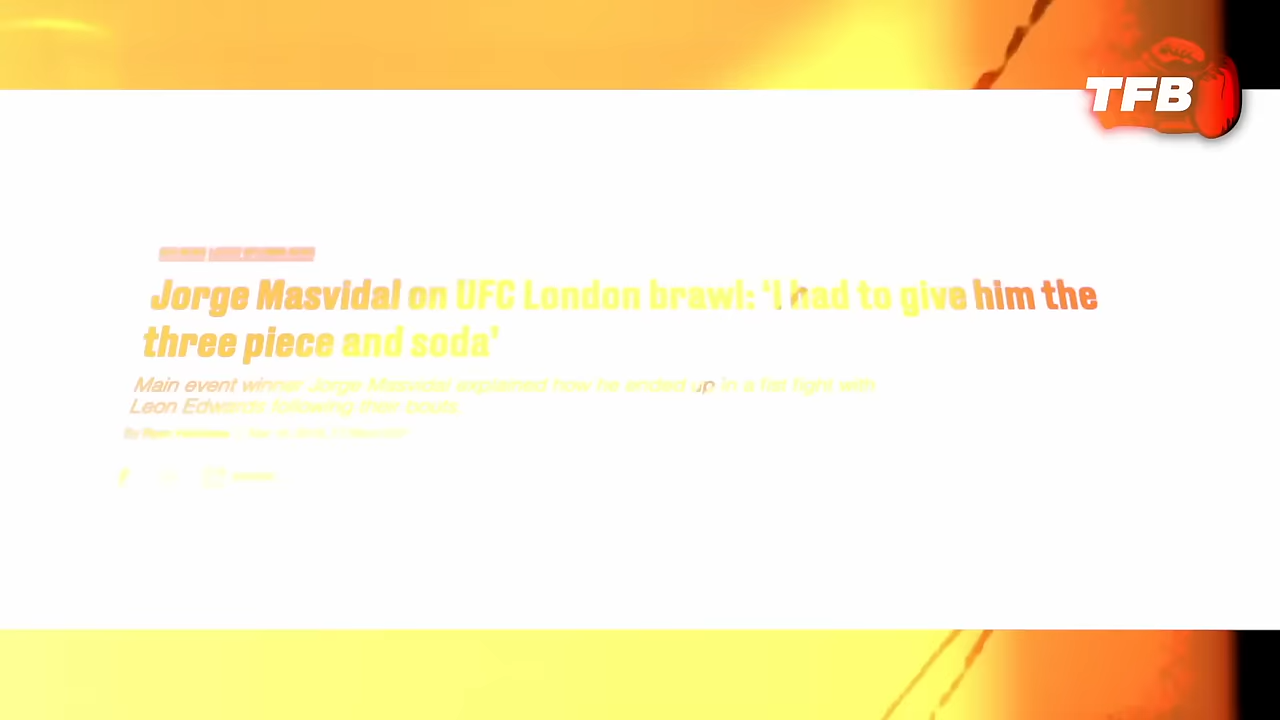 TFB
Jorge Masvidal on UFC London brawl: ‘I had to give him the
three piece and soda’
Main event winner Jorge Masvidal explained how he ended up in a fist fight with
Leon Edwards following their bouts.
By